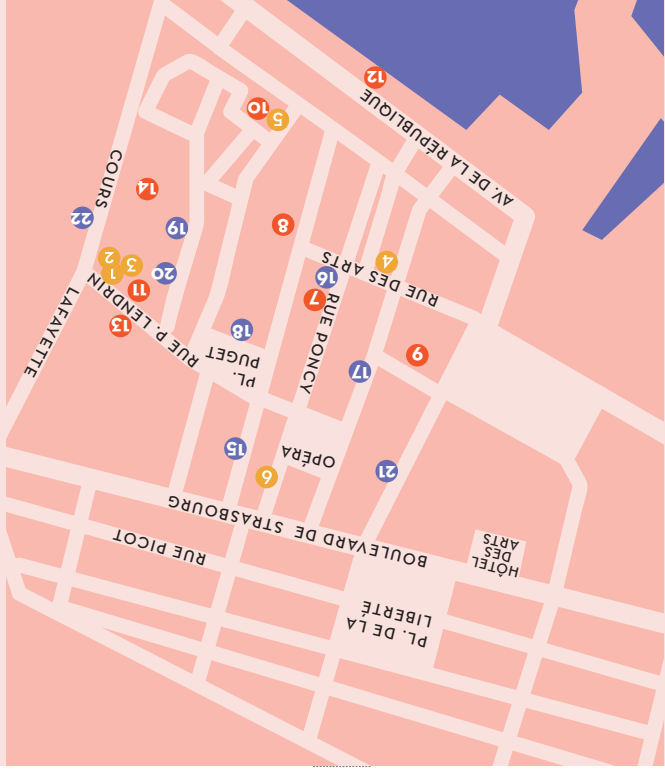 PL. DE LA
LIBERTÉ
HÔTEL
DES
ARTS
RUE PICOT
BOULEVARD DE STRASBOURG
6
21
OPÉRA
15
PL.
PUGET
17
9
RUE PONCY
18
RUE P. LENDRIN
13
LAFAYETTE
7
11
16
20
1
3
2
RUE DES ARTS
4
19
8
22
COURS
14
AV. DE LA RÉPUBLIQUE
5
10
12